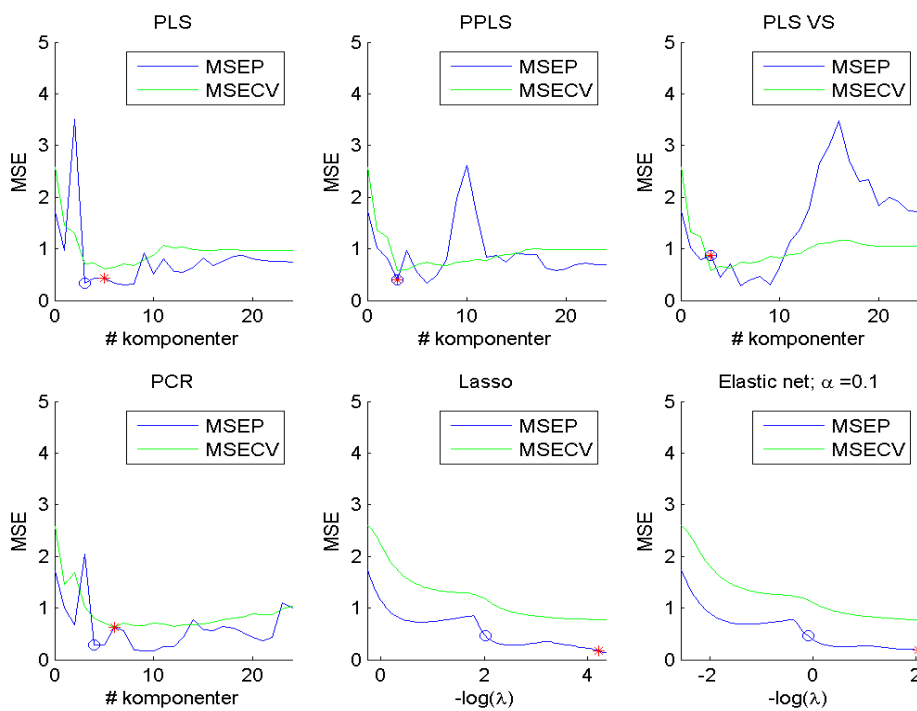 PLS
5
4
3
2
1
0
MSE
MSEP
MSECV
0 10 20
# komponenter
PPLS
5
4
3
2
1
0
MSE
MSEP
MSECV
0 10 20
# komponenter
PLS VS
5
4
3
2
1
0
MSE
MSEP
MSECV
0 10 20
# komponenter
PCR
5
4
3
2
1
0
MSE
MSEP
MSECV
0 10 20
# komponenter
Lasso
5
4
3
2
1
0
MSE
MSEP
MSECV
0 2 4
-log(λ)
Elastic net; α =0.1
5
4
3
2
1
0
MSE
MSEP
MSECV
-2 0 2
-log(λ)